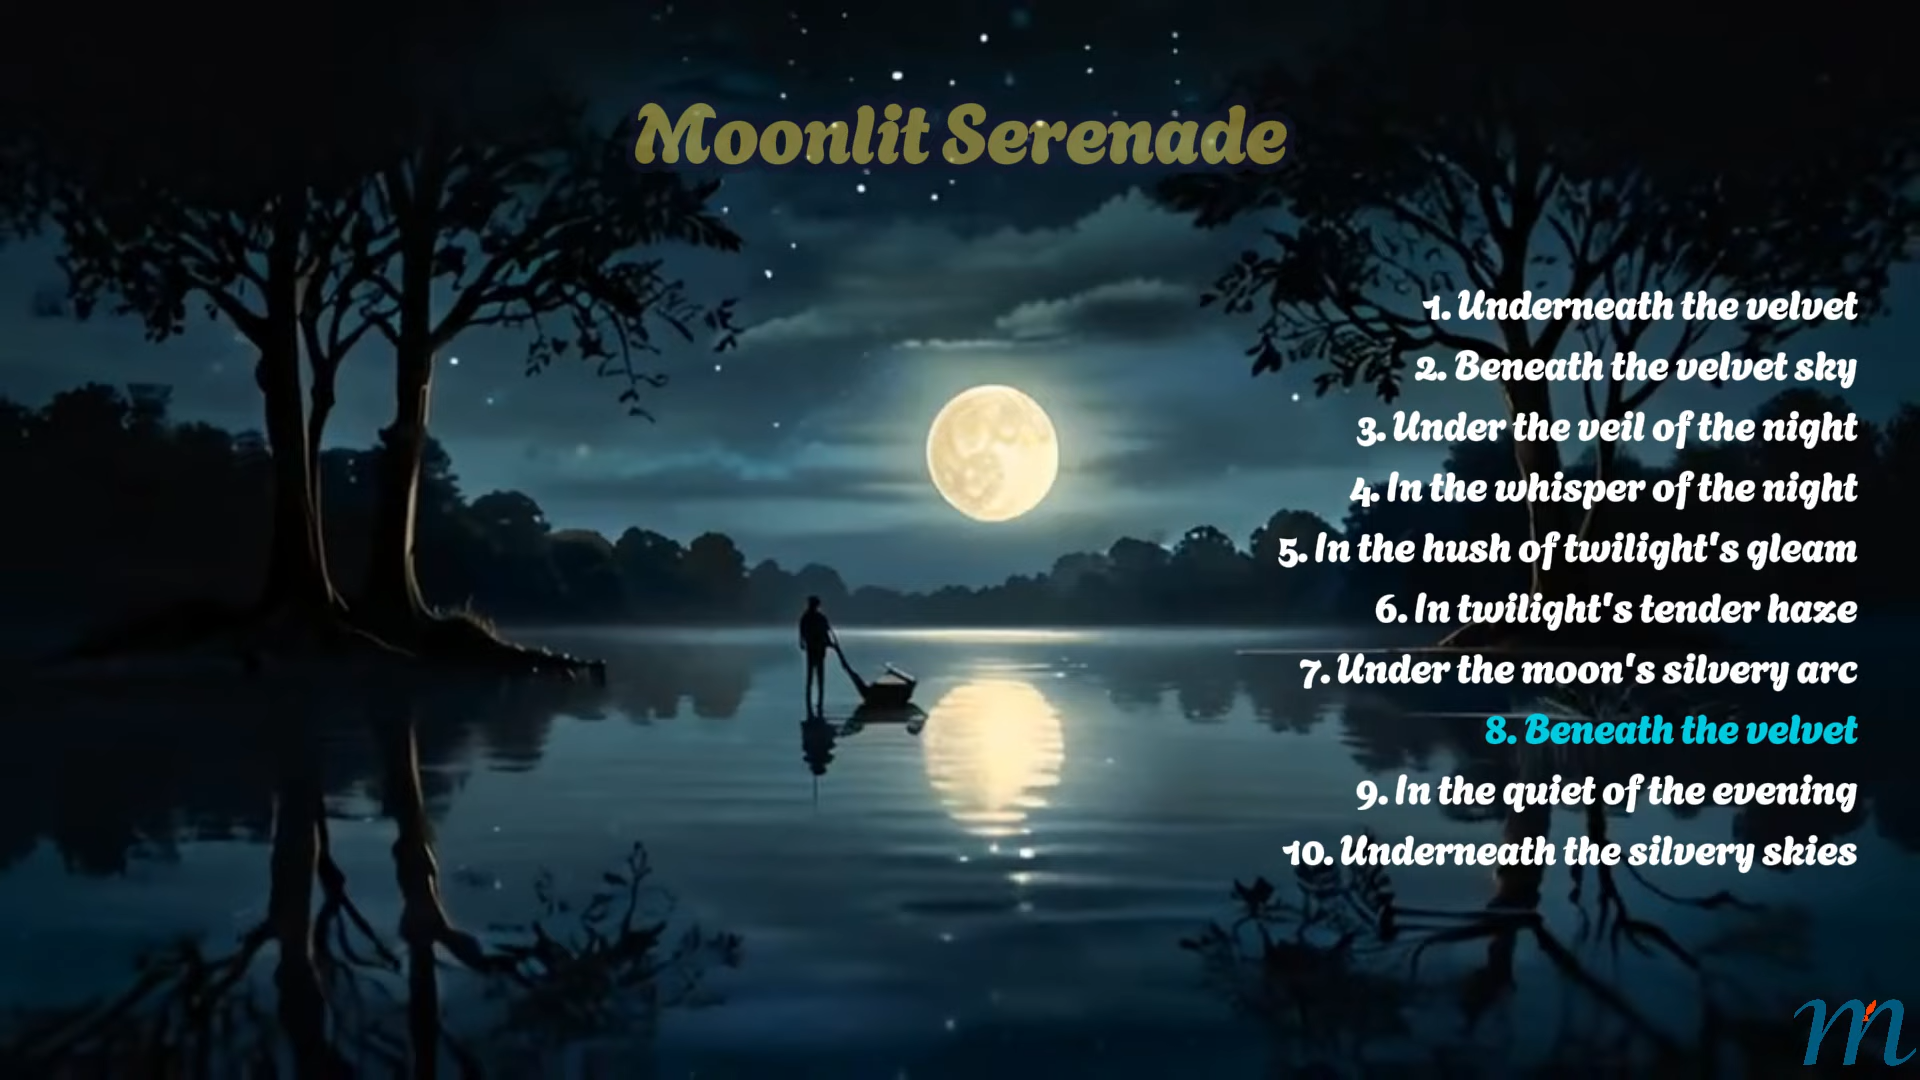 Moonlit Serenade
1. Underneath the velvet
2. Beneath the velvet sky
3. Under the veil of the night
4. In the whisper of the night
5. In the hush of twilight's gleam
6. In twilight's tender haze
7. Under the moon's silvery arc
8. Beneath the velvet
9. In the quiet of the evening
10. Underneath the silvery skies
m